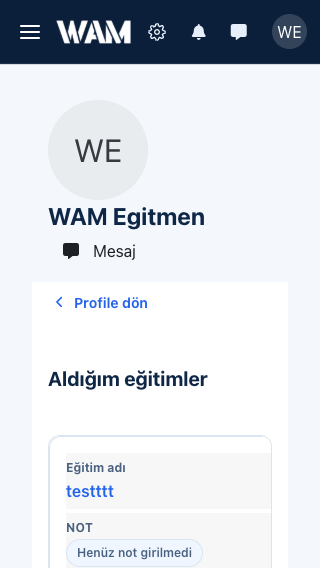 WAM
WE
WE
WAM Egitmen
Mesaj
Profile dön
Aldığım eğitimler
Eğitim adı
testttt
NOT
Henüz not girilmedi